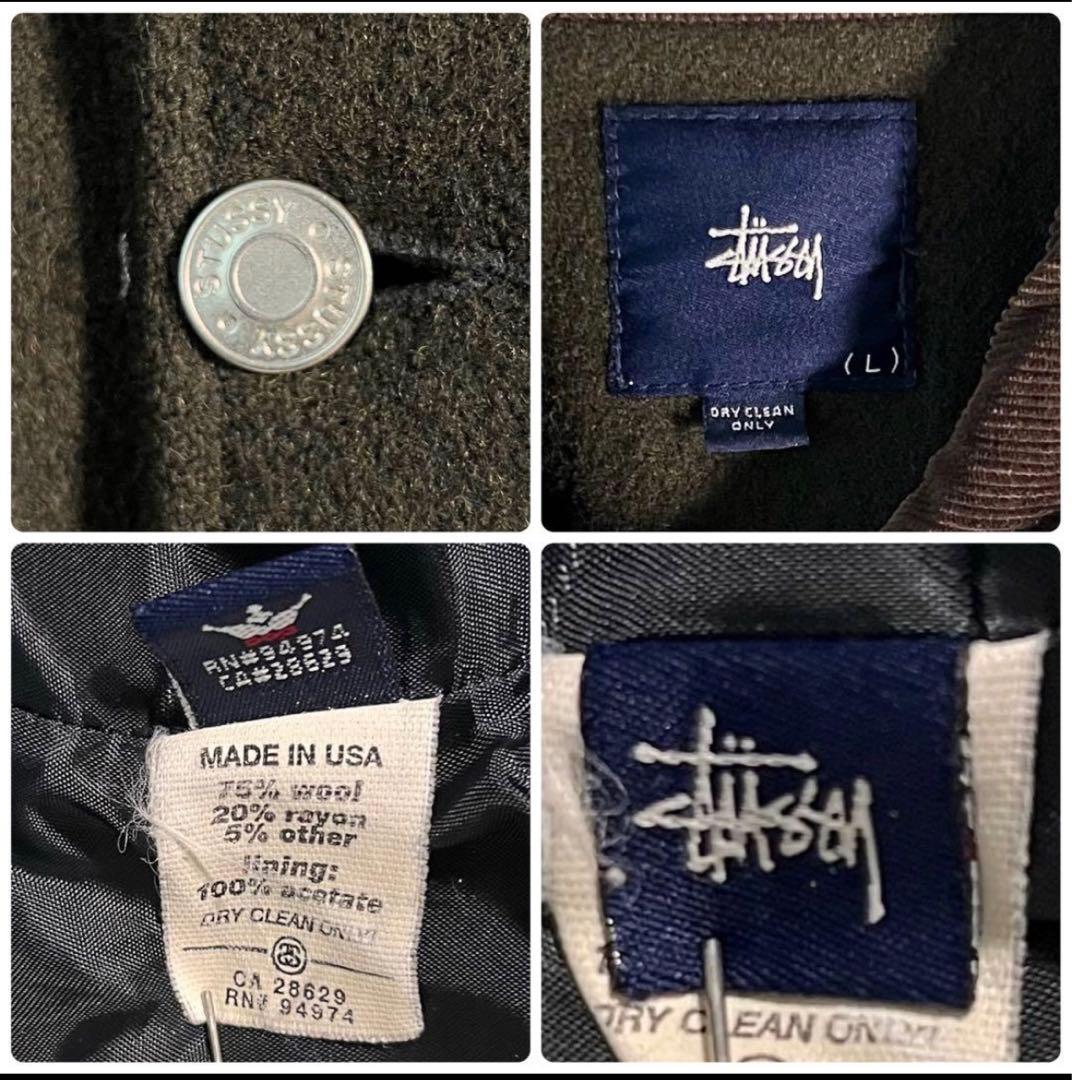 STUSSY
STUSSY
Stüssy
(L)
DRY CLEAN
ONLY
RN#94974
CA#28629
MADE IN USA
75% wool
20% rayon
5% other
lining:
100% acetate
DRY CLEAN ONLY
CA 28629
RN# 94974
Stüssy
DRY CLEAN ONLY